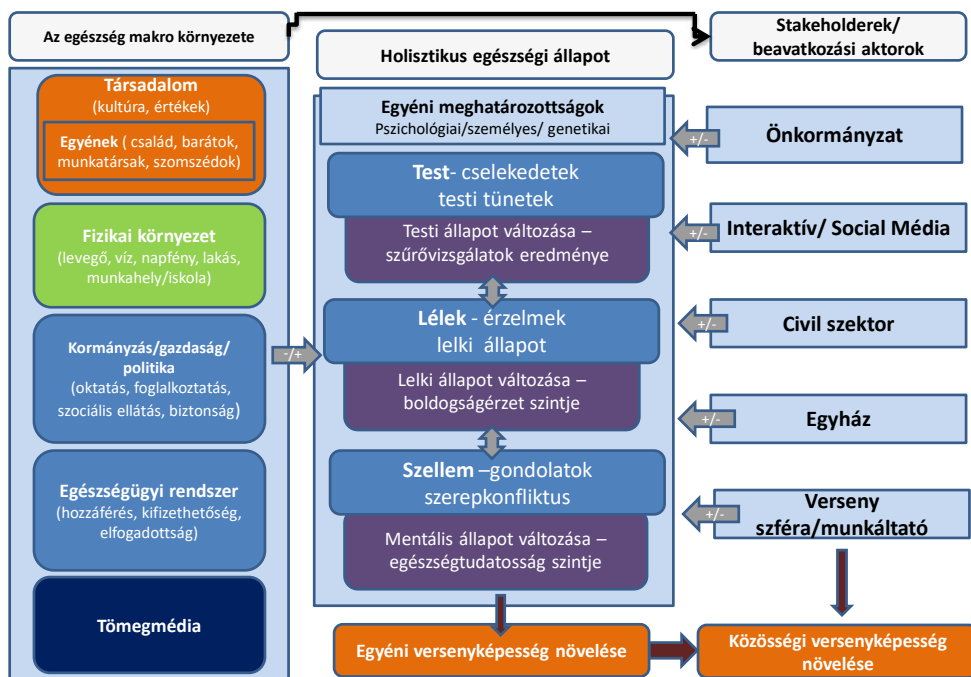 Az egészség makro környezete
Társadalom
(kultúra, értékek)
Egyének ( család, barátok,
munkatársak, szomszédok)
Fizikai környezet
(levegő, víz, napfény, lakás,
munkahely/iskola)
Kormányzás/gazdaság/
politika
(oktatás, foglalkoztatás,
szociális ellátás, biztonság)
Egészségügyi rendszer
(hozzáférés, kifizethetőség,
elfogadottság)
Tömegmédia
-/+
Holisztikus egészségi állapot
Egyéni meghatározottságok
Pszichológiai/személyes/ genetikai
Test- cselekedetek
testi tünetek
Testi állapot változása –
szűrővizsgálatok eredménye
Lélek - érzelmek
lelki állapot
Lelki állapot változása –
boldogságérzet szintje
Szellem –gondolatok
szerepkonfliktus
Mentális állapot változása –
egészségtudatosság szintje
Egyéni versenyképesség növelése
Stakeholderek/
beavatkozási aktorok
+/-
Önkormányzat
+/-
Interaktív/ Social Média
+/-
Civil szektor
+/-
Egyház
+/-
Verseny
szféra/munkáltató
Közösségi versenyképesség
növelése